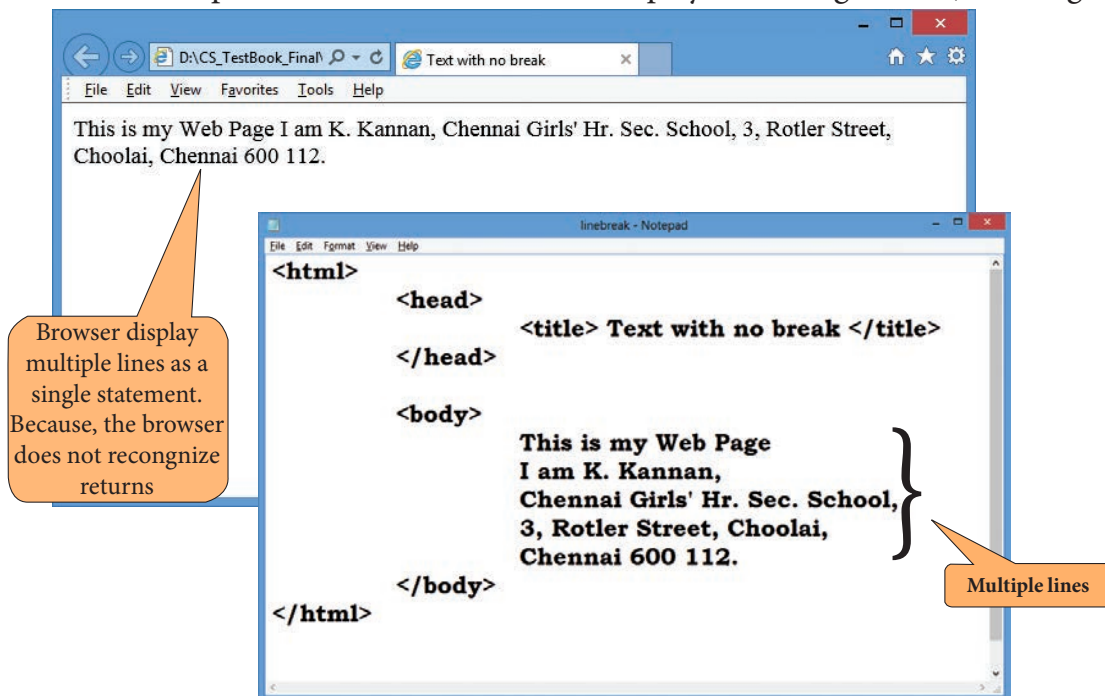 D:\CS_TestBook_Final\
Text with no break
File Edit View Favorites Tools Help
This is my Web Page I am K. Kannan, Chennai Girls' Hr. Sec. School, 3, Rotler Street,
Choolai, Chennai 600 112.
Browser display
multiple lines as a
single statement.
Because, the browser
does not recongnize
returns
linebreak - Notepad
File Edit Format View Help
<html>
<head>
<title> Text with no break </title>
</head>
<body>
This is my Web Page
I am K. Kannan,
Chennai Girls' Hr. Sec. School,
3, Rotler Street, Choolai,
Chennai 600 112.
</body>
</html>
Multiple lines